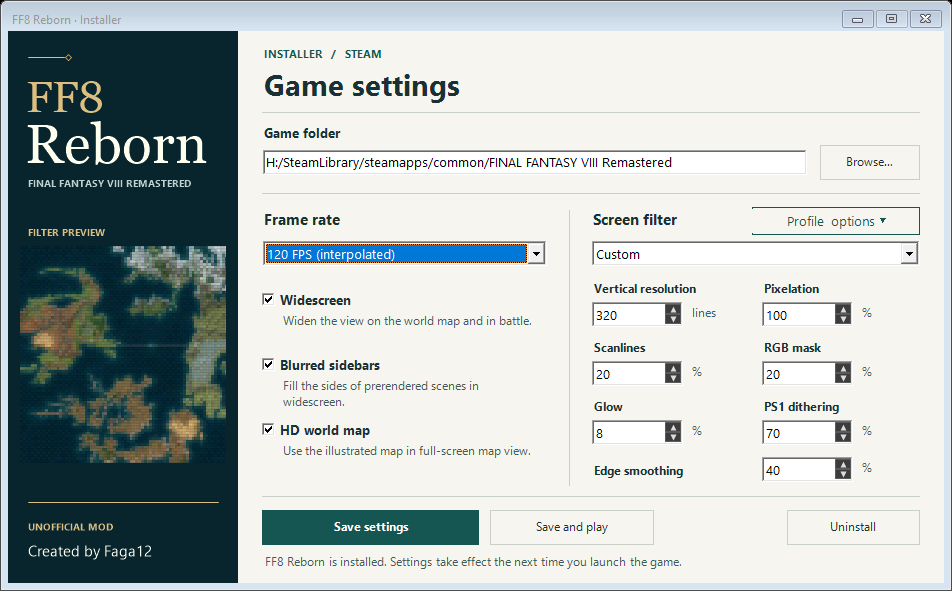 FF8 Reborn · Installer
FF8
Reborn
FINAL FANTASY VIII REMASTERED
FILTER PREVIEW
UNOFFICIAL MOD
Created by Faga12
INSTALLER / STEAM
Game settings
Game folder
H:/SteamLibrary/steamapps/common/FINAL FANTASY VIII Remastered
Browse...
Frame rate
120 FPS (interpolated)
Widescreen
Widen the view on the world map and in battle.
Blurred sidebars
Fill the sides of prerendered scenes in
widescreen.
HD world map
Use the illustrated map in full-screen map view.
Screen filter
Profile options ▾
Custom
Vertical resolution
320 lines
Pixelation
100 %
Scanlines
20 %
RGB mask
20 %
Glow
8 %
PS1 dithering
70 %
Edge smoothing
40 %
Save settings
Save and play
Uninstall
FF8 Reborn is installed. Settings take effect the next time you launch the game.